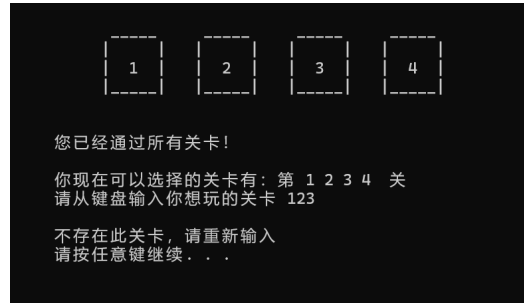 1 2 3 4
您已经通过所有关卡!
你现在可以选择的关卡有: 第 1 2 3 4 关
请从键盘输入你想玩的关卡 123
不存在此关卡, 请重新输入
请按任意键继续. . .